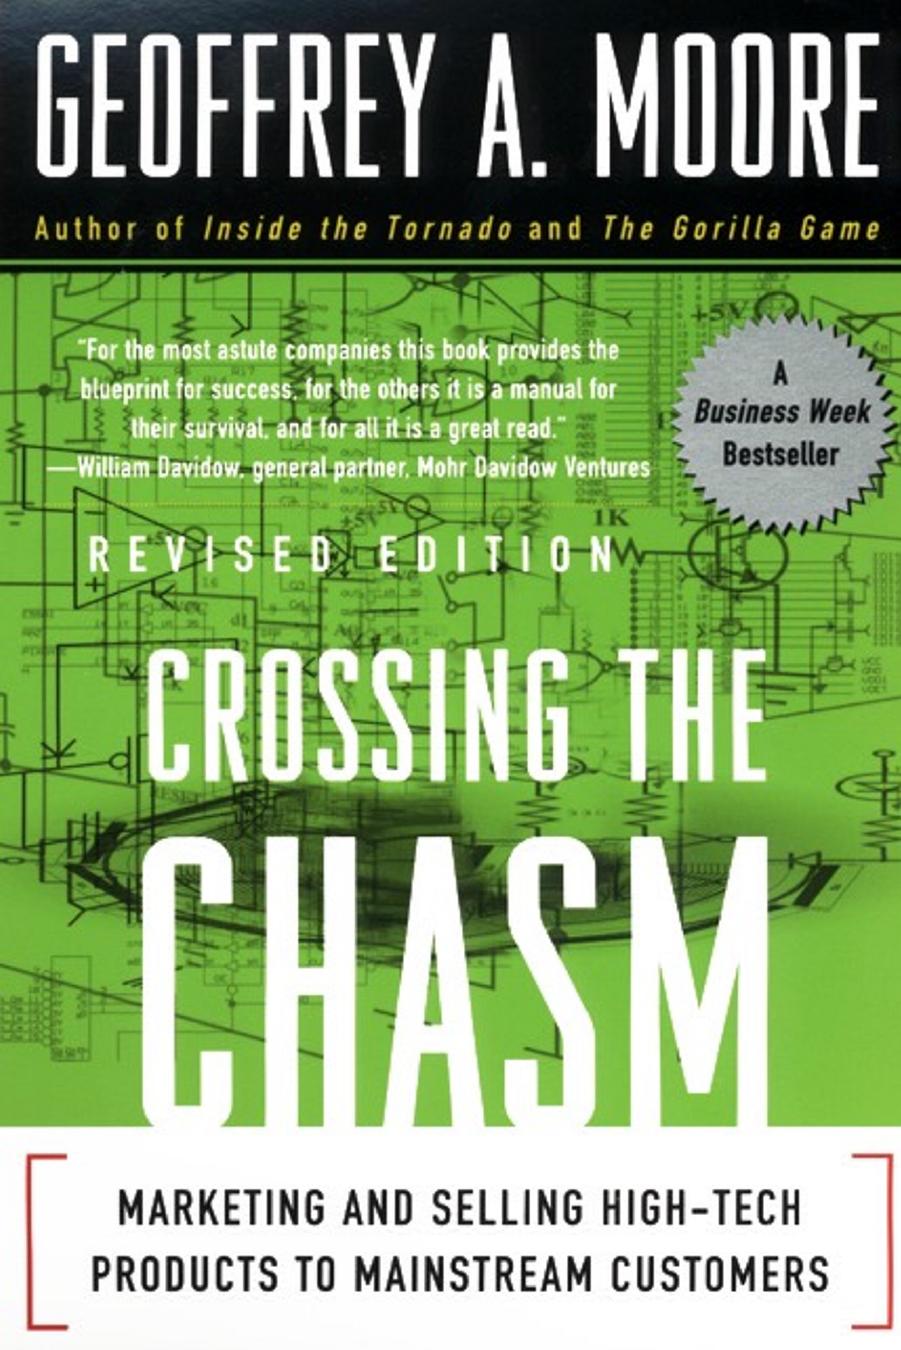 GEOFFREY A. MOORE
Author of Inside the Tornado and The Gorilla Game
"For the most astute companies this book provides the
blueprint for success, for the others it is a manual for
their survival, and for all it is a great read."
—William Davidow, general partner, Mohr Davidow Ventures
A
Business Week
Bestseller
REVISED EDITION
+5V
1K
CROSSING THE
CHASM
MARKETING AND SELLING HIGH-TECH
PRODUCTS TO MAINSTREAM CUSTOMERS